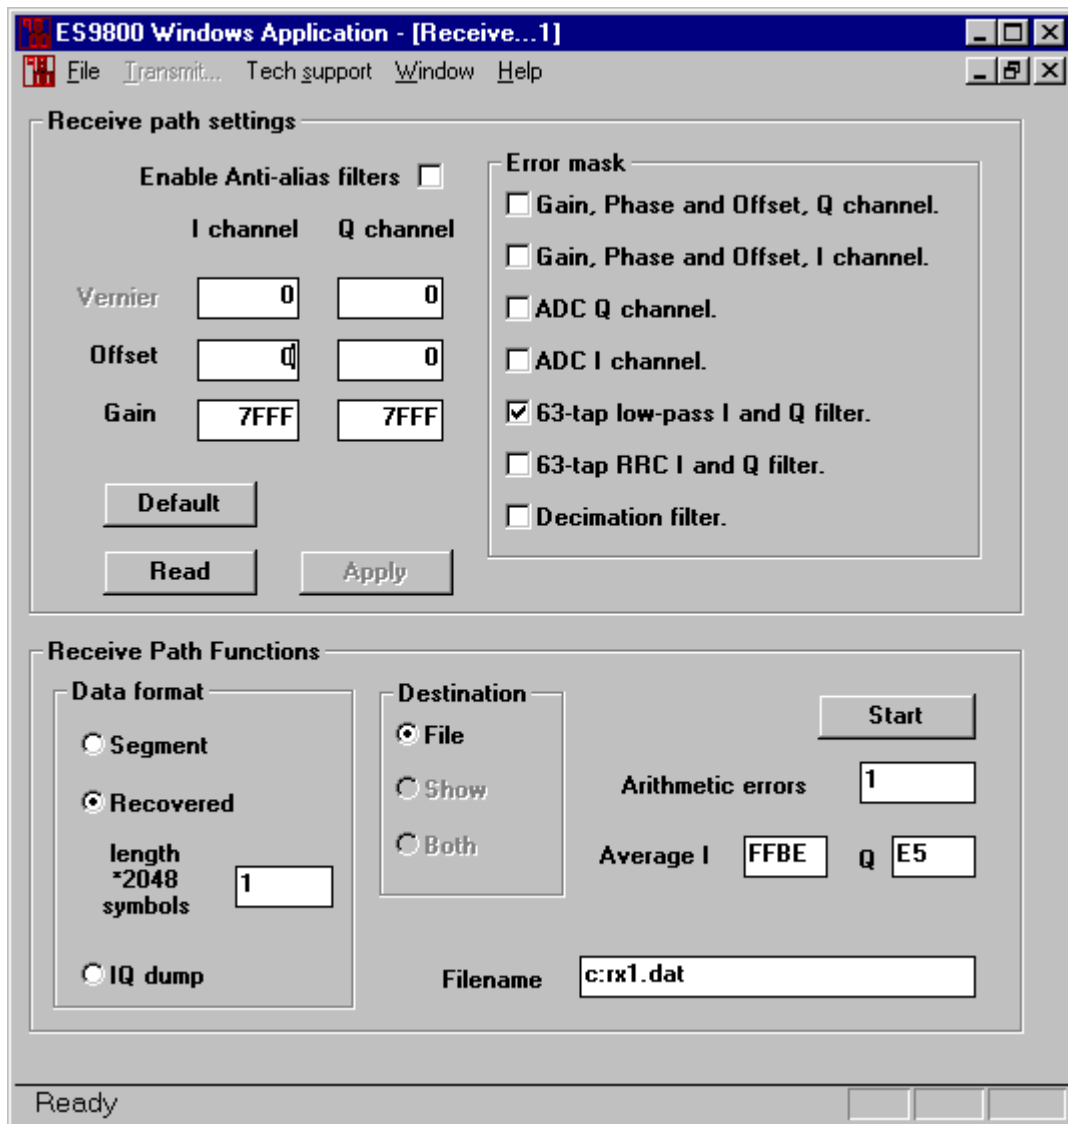 ES9800 Windows Application - [Receive...1]
File Transmit... Tech support Window Help
Receive path settings
Enable Anti-alias filters
I channel Q channel
Vernier 0 0
Offset 0 0
Gain 7FFF 7FFF
Default
Read Apply
Error mask
Gain, Phase and Offset, Q channel.
Gain, Phase and Offset, I channel.
ADC Q channel.
ADC I channel.
63-tap low-pass I and Q filter.
63-tap RRC I and Q filter.
Decimation filter.
Receive Path Functions
Data format
Segment
Recovered
length
*2048
symbols
1
IQ dump
Destination
File
Show
Both
Start
Arithmetic errors 1
Average I FFBE Q E5
Filename c:rx1.dat
Ready